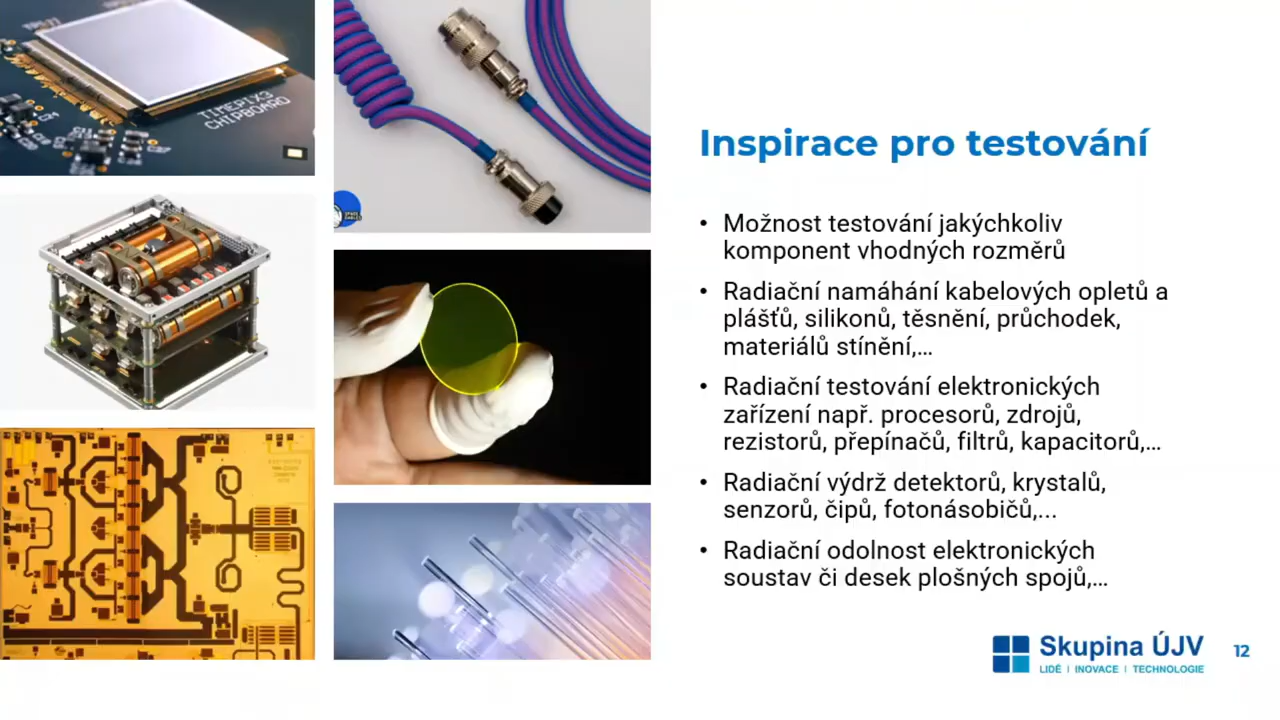 TIMEPIX3
CHIPBOARD
Inspirace pro testování
• Možnost testování jakýchkoliv
komponent vhodných rozměrů
• Radiační namáhání kabelových opletů a
plášťů, silikonů, těsnění, průchodek,
materiálů stínění,...
• Radiační testování elektronických
zařízení např. procesorů, zdrojů,
rezistorů, přepínačů, filtrů, kapacitorů,...
• Radiační výdrž detektorů, krystalů,
senzorů, čipů, fotonásobičů,...
• Radiační odolnost elektronických
soustav či desek plošných spojů,...
Skupina ÚJV
LIDÉ | INOVACE | TECHNOLOGIE
12